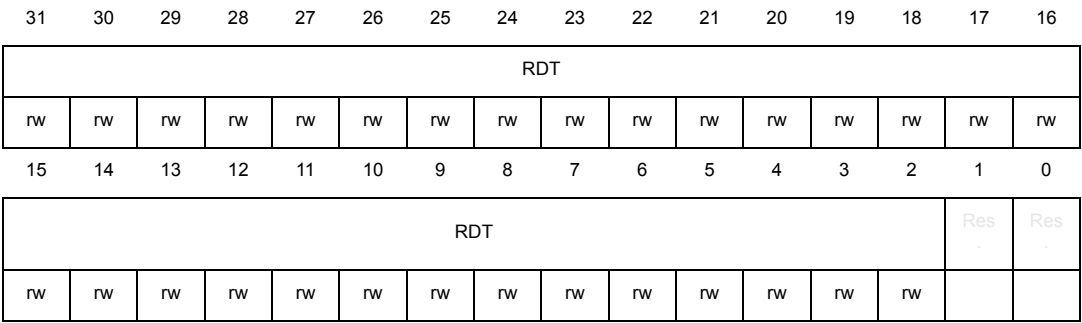 31 30 29 28 27 26 25 24 23 22 21 20 19 18 17 16
RDT
rw rw rw rw rw rw rw rw rw rw rw rw rw rw rw rw
15 14 13 12 11 10 9 8 7 6 5 4 3 2 1 0
RDT Res. Res.
rw rw rw rw rw rw rw rw rw rw rw rw rw rw